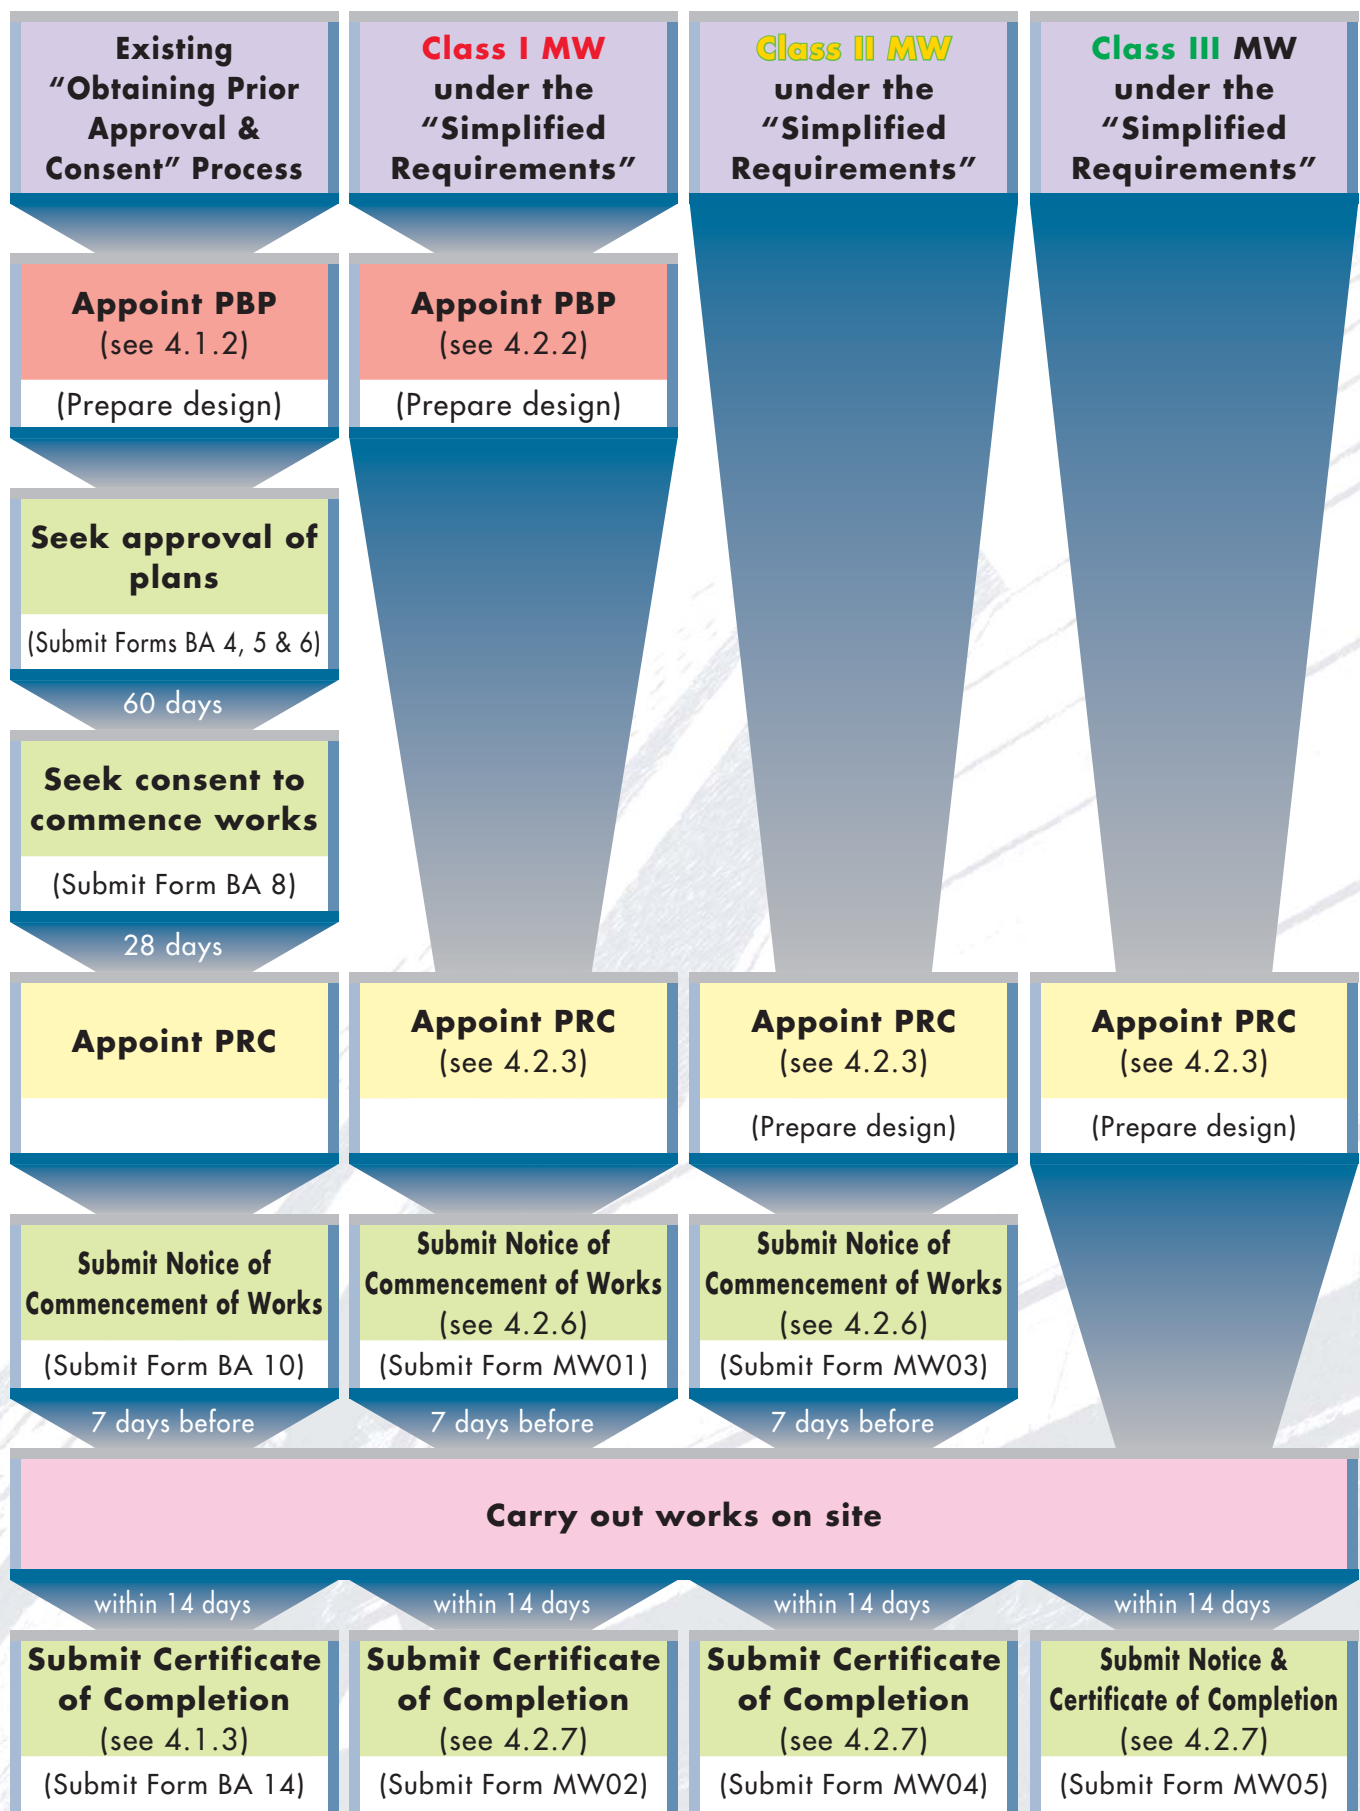 Existing
“Obtaining Prior
Approval &
Consent” Process
Class I MW
under the
“Simplified
Requirements”
Class II MW
under the
“Simplified
Requirements”
Class III MW
under the
“Simplified
Requirements”
Appoint PBP
(see 4.1.2)
(Prepare design)
Appoint PBP
(see 4.2.2)
(Prepare design)
Seek approval of
plans
(Submit Forms BA 4, 5 & 6)
60 days
Seek consent to
commence works
(Submit Form BA 8)
28 days
Appoint PRC
Appoint PRC
(see 4.2.3)
Appoint PRC
(see 4.2.3)
(Prepare design)
Appoint PRC
(see 4.2.3)
(Prepare design)
Submit Notice of
Commencement of Works
(Submit Form BA 10)
7 days before
Submit Notice of
Commencement of Works
(see 4.2.6)
(Submit Form MW01)
7 days before
Submit Notice of
Commencement of Works
(see 4.2.6)
(Submit Form MW03)
7 days before
Carry out works on site
within 14 days
within 14 days
within 14 days
within 14 days
Submit Certificate
of Completion
(see 4.1.3)
(Submit Form BA 14)
Submit Certificate
of Completion
(see 4.2.7)
(Submit Form MW02)
Submit Certificate
of Completion
(see 4.2.7)
(Submit Form MW04)
Submit Notice &
Certificate of Completion
(see 4.2.7)
(Submit Form MW05)